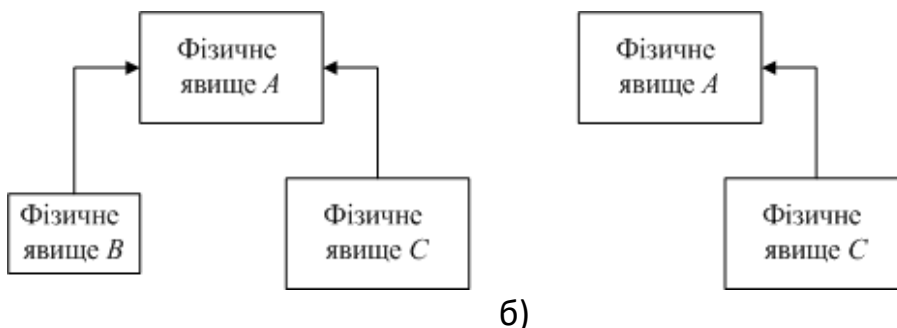 Фізичне
явище A
Фізичне
явище A
Фізичне
явище B
Фізичне
явище C
Фізичне
явище C
б)